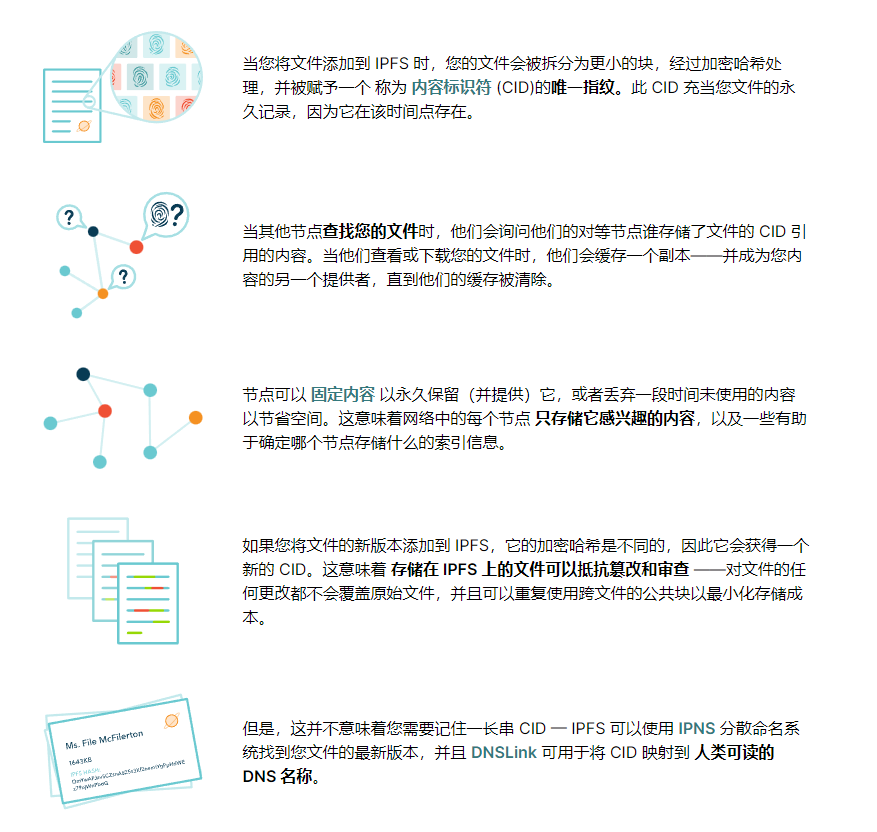 当您将文件添加到 IPFS 时，您的文件会被拆分为更小的块，经过加密哈希处
理，并被赋予一个 称为 内容标识符 (CID)的唯一指纹。此 CID 充当您文件的永
久记录，因为它在该时间点存在。
?
?
?
当其他节点查找您的文件时，他们会询问他们的对等节点谁存储了文件的 CID 引
用的内容。当他们查看或下载您的文件时，他们会缓存一个副本——并成为您内
容的另一个提供者，直到他们的缓存被清除。
节点可以 固定内容 以永久保留（并提供）它，或者丢弃一段时间未使用的内容
以节省空间。这意味着网络中的每个节点 只存储它感兴趣的内容，以及一些有助
于确定哪个节点存储什么的索引信息。
如果您将文件的新版本添加到 IPFS，它的加密哈希是不同的，因此它会获得一个
新的 CID。这意味着 存储在 IPFS 上的文件可以抵抗篡改和审查 ——对文件的任
何更改都不会覆盖原始文件，并且可以重复使用跨文件的公共块以最小化存储成
本。
Ms. File McFilerton
1643KB
IPFS HASH:
但是，这并不意味着您需要记住一长串 CID — IPFS 可以使用 IPNS 分散命名系
统找到您文件的最新版本，并且 DNSLink 可用于将 CID 映射到 人类可读的
DNS 名称。